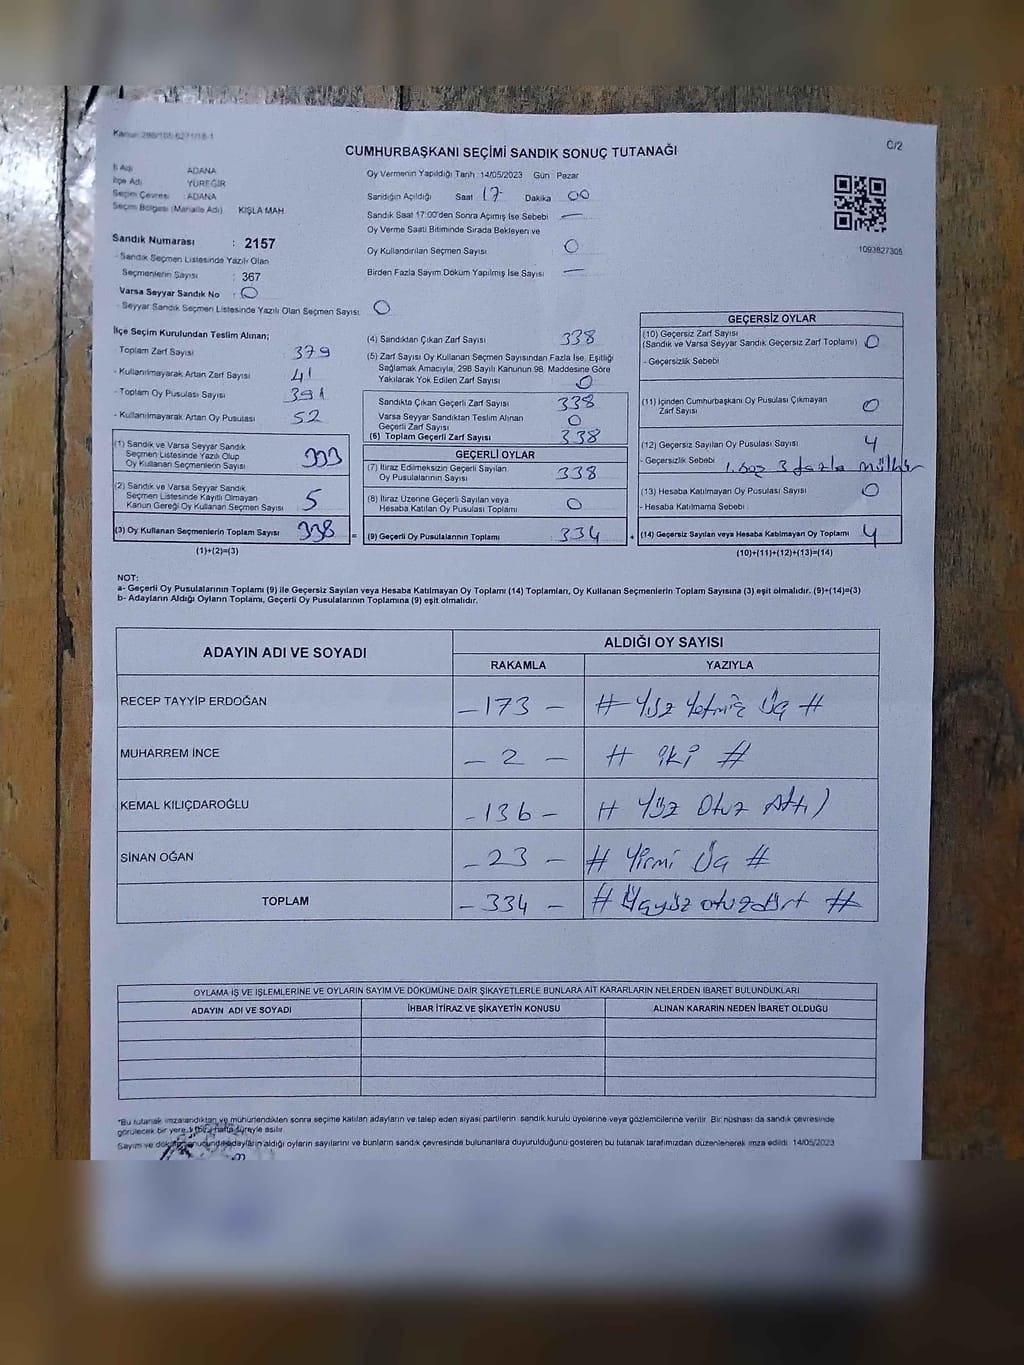 Kanun: 298/105-6271/18-1
CUMHURBAŞKANI SEÇİMİ SANDIK SONUÇ TUTANAĞI
C/2
İl Adı ADANA
İlçe Adı YÜREĞİR
Seçim Çevresi : ADANA
Seçim Bölgesi (Mahalle Adı) KIŞLA MAH
Sandık Numarası : 2157
- Sandık Seçmen Listesinde Yazılı Olan
Seçmenlerin Sayısı : 367
Varsa Seyyar Sandık No : 0
- Seyyar Sandık Seçmen Listesinde Yazılı Olan Seçmen Sayısı: 0
Oy Vermenin Yapıldığı Tarih :14/05/2023 Gün Pazar
Sandığın Açıldığı Saat 17 Dakika 00
Sandık Saat 17:00'den Sonra Açımış İse Sebebi —
Oy Verme Saati Bitiminde Sırada Bekleyen ve
Oy Kullandırılan Seçmen Sayısı 0
Birden Fazla Sayım Döküm Yapılmış İse Sayısı —
1093827305
İlçe Seçim Kurulundan Teslim Alınan;
Toplam Zarf Sayısı : 379
- Kullanılmayarak Artan Zarf Sayısı : 41
- Toplam Oy Pusulası Sayısı : 391
- Kullanılmayarak Artan Oy Pusulası : 52
(1) Sandık ve Varsa Seyyar Sandık
Seçmen Listesinde Yazılı Olup
Oy Kullanan Seçmenlerin Sayısı 333
(2) Sandık ve Varsa Seyyar Sandık
Seçmen Listesinde Kayıtlı Olmayan
Kanun Gereği Oy Kullanan Seçmen Sayısı 5
(3) Oy Kullanan Seçmenlerin Toplam Sayısı 338
(1)+(2)=(3)
(4) Sandıktan Çıkan Zarf Sayısı 338
(5) Zarf Sayısı Oy Kullanan Seçmen Sayısından Fazla İse, Eşitliği
Sağlamak Amacıyla, 298 Sayılı Kanunun 98. Maddesine Göre
Yakılarak Yok Edilen Zarf Sayısı 0
Sandıkta Çıkan Geçerli Zarf Sayısı : 338
Varsa Seyyar Sandıktan Teslim Alınan
Geçerli Zarf Sayısı : 0
(6) Toplam Geçerli Zarf Sayısı : 338
GEÇERLİ OYLAR
(7) İtiraz Edilmeksizin Geçerli Sayılan
Oy Pusulalarının Sayısı : 338
(8) İtiraz Üzerine Geçerli Sayılan veya
Hesaba Katılan Oy Pusulası Toplamı : 0
= (9) Geçerli Oy Pusulalarının Toplamı : 334 +
GEÇERSİZ OYLAR
(10) Geçersiz Zarf Sayısı
(Sandık ve Varsa Seyyar Sandık Geçersiz Zarf Toplamı) : 0
- Geçersizlik Sebebi
(11) İçinden Cumhurbaşkanı Oy Pusulası Çıkmayan
Zarf Sayısı : 0
(12) Geçersiz Sayılan Oy Pusulası Sayısı : 4
- Geçersizlik Sebebi 3 fazla mühür
(13) Hesaba Katılmayan Oy Pusulası Sayısı : 0
- Hesaba Katılmama Sebebi :
(14) Geçersiz Sayılan veya Hesaba Katılmayan Oy Toplamı : 4
(10)+(11)+(12)+(13)=(14)
NOT:
a- Geçerli Oy Pusulalarının Toplamı (9) ile Geçersiz Sayılan veya Hesaba Katılmayan Oy Toplamı (14) Toplamları, Oy Kullanan Seçmenlerin Toplam Sayısına (3) eşit olmalıdır. (9)+(14)=(3)
b- Adayların Aldığı Oyların Toplamı, Geçerli Oy Pusulalarının Toplamına (9) eşit olmalıdır.
ADAYIN ADI VE SOYADI
ALDIĞI OY SAYISI
RAKAMLA YAZIYLA
RECEP TAYYİP ERDOĞAN - 173 - # Yüz Yetmiş Üç #
MUHARREM İNCE - 2 - # iki #
KEMAL KILIÇDAROĞLU - 136 - # Yüz Otuz Altı )
SİNAN OĞAN - 23 - # Yirmi Üç #
TOPLAM - 334 - # Üçyüz otuzdört #
OYLAMA İŞ VE İŞLEMLERİNE VE OYLARIN SAYIM VE DÖKÜMÜNE DAİR ŞİKAYETLERLE BUNLARA AİT KARARLARIN NELERDEN İBARET BULUNDUKLARI
ADAYIN ADI VE SOYADI İHBAR İTİRAZ VE ŞİKAYETİN KONUSU ALINAN KARARIN NEDEN İBARET OLDUĞU
*Bu tutanak imzalandıktan ve mühürlendikten sonra seçime katılan adayların ve talep eden siyasi partilerin sandık kurulu üyelerine veya gözlemcilerine verilir. Bir nüshası da sandık çevresinde
görülecek bir yere 1 (bir) hafta süreyle asılır.
Sayım ve döküm sonucunda adayların aldığı oyların sayılarını ve bunların sandık çevresinde bulunanlara duyurulduğunu gösteren bu tutanak tarafımızdan düzenlenerek imza edildi. 14/05/2023